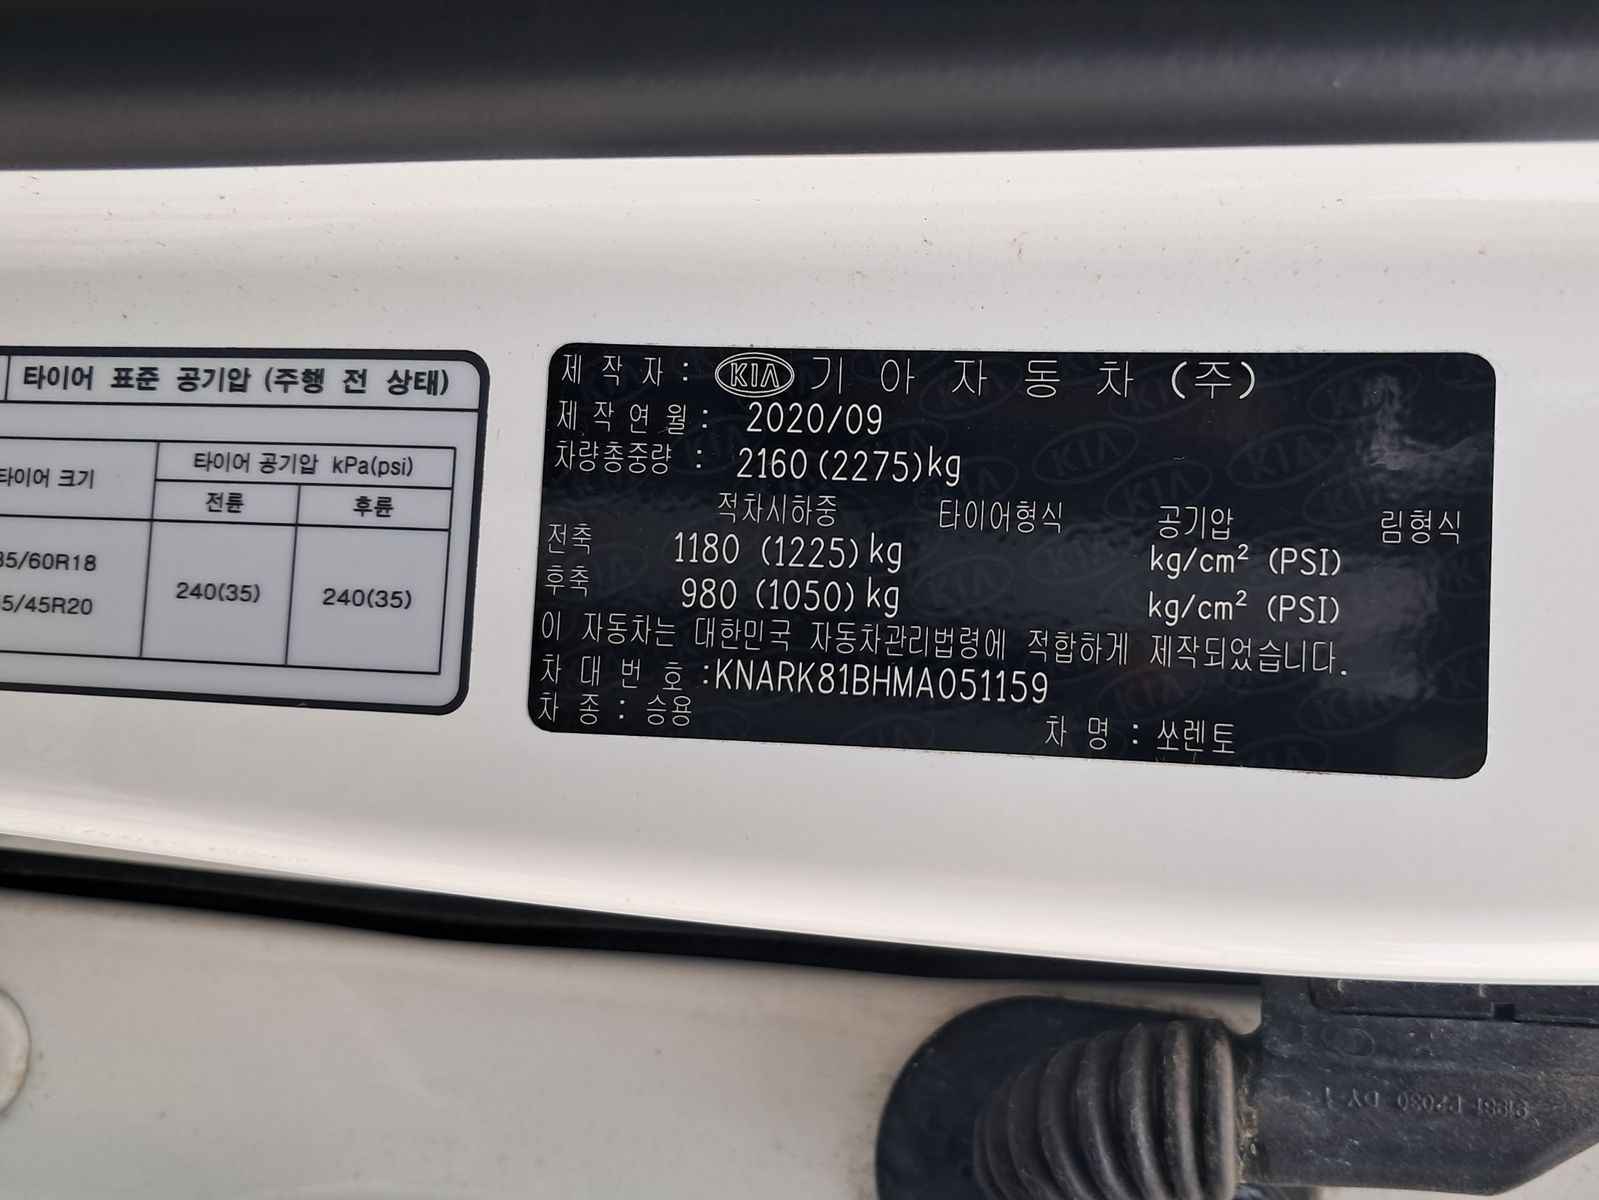 타이어 표준 공기압 (주행 전 상태)
타이어 크기
타이어 공기압 kPa(psi)
전륜
후륜
35/60R18
5/45R20
240(35)
240(35)
제 작 자 : KIA 기 아 자 동 차 (주)
제 작 연 월 : 2020/09
차량총중량 : 2160 (2275)kg
적차시하중 타이어형식 공기압 림형식
전축 1180 (1225)kg kg/cm² (PSI)
후축 980 (1050)kg kg/cm² (PSI)
이 자동차는 대한민국 자동차관리법령에 적합하게 제작되었습니다.
차 대 번 호 :KNARK81BHMA051159
차 종 : 승용 차 명 : 쏘렌토